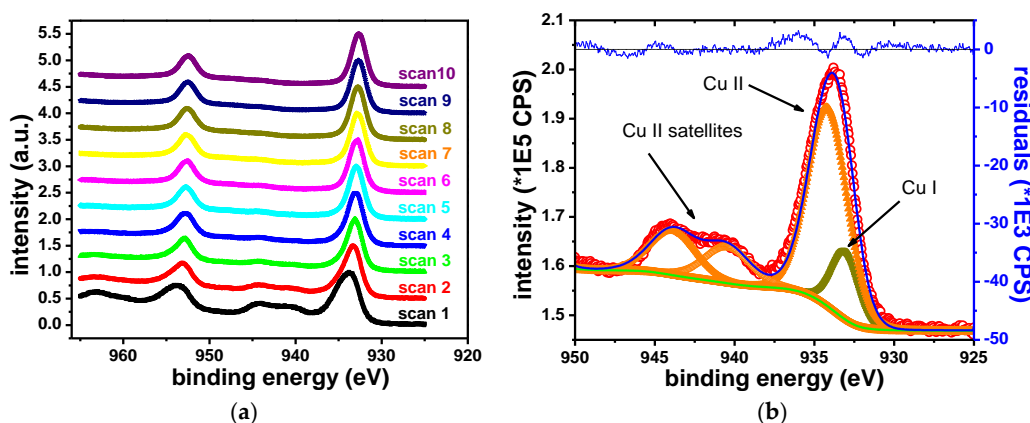 intensity (a.u.)
5.5
5.0
4.5
4.0
3.5
3.0
2.5
2.0
1.5
1.0
0.5
0.0
scan10
scan 9
scan 8
scan 7
scan 6
scan 5
scan 4
scan 3
scan 2
scan 1
960 950 940 930 920
binding energy (eV)
(a)
intensity (*1E5 CPS)
2.1
2.0
1.9
1.8
1.7
1.6
1.5
Cu II
Cu II satellites
Cu I
0
-10
-20
-30
-40
-50
residuals (*1E3 CPS)
950 945 940 935 930 925
binding energy (eV)
(b)